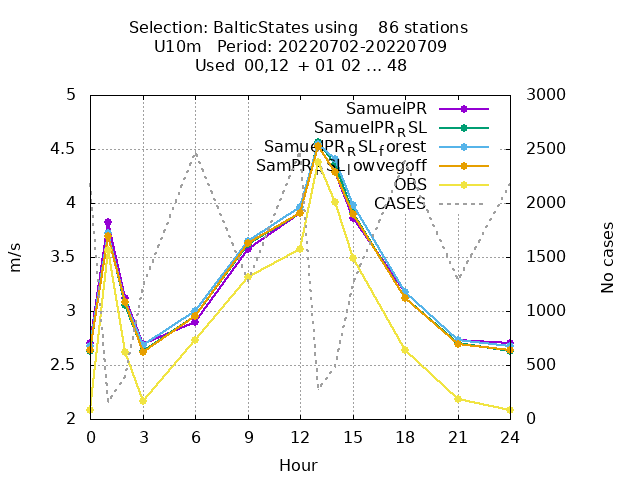 Selection: BalticStates using    86 stations
U10m   Period: 20220702-20220709
Used  00,12  + 01 02 ... 48
5
4.5
4
3.5
3
2.5
2
3000
2500
2000
1500
1000
500
0
m/s
No cases
SamuelPR
SamuelPR_RSL
SamuelPR_RSL_forest
SamPR_RSL_lowvegoff
OBS
CASES
0 3 6 9 12 15 18 21 24
Hour